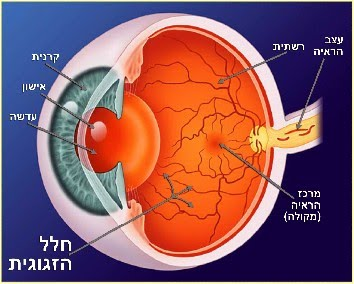 עצב
הראיה
רשתית
קרנית
אישון
עדשה
מרכז
הראיה
(מקולה)
חלל
הזגוגית